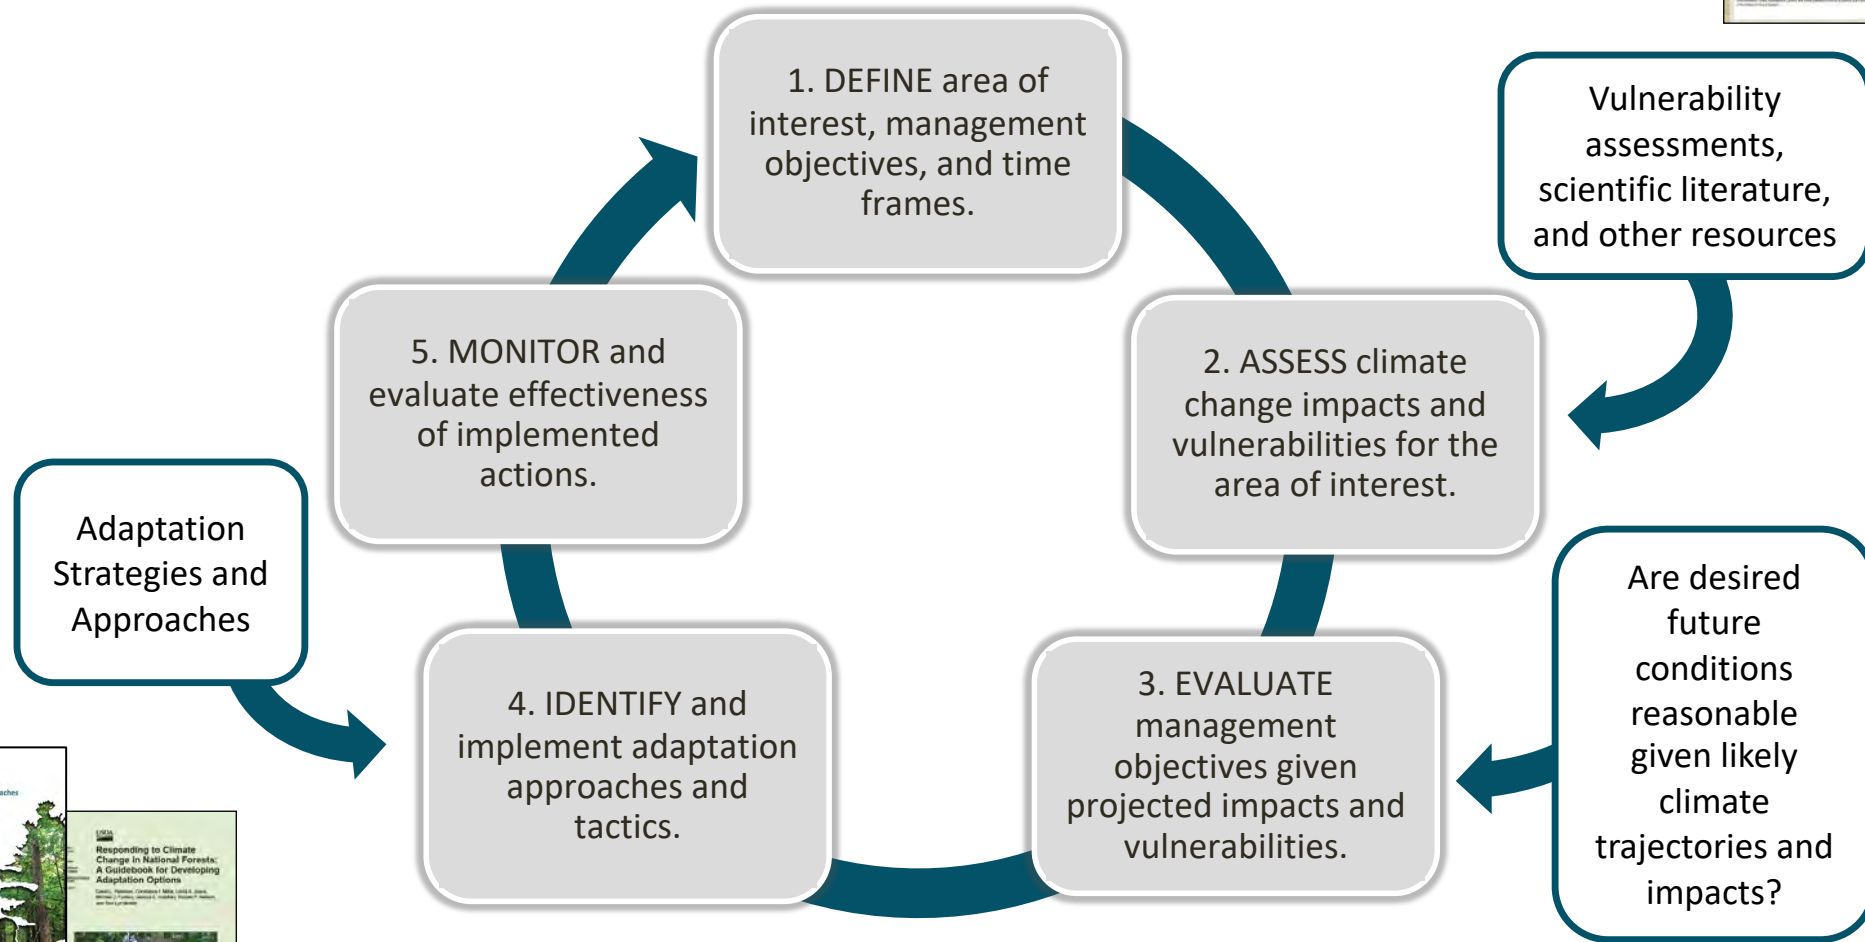 1. DEFINE area of
interest, management
objectives, and time
frames.
Vulnerability
assessments,
scientific literature,
and other resources
2. ASSESS climate
change impacts and
vulnerabilities for the
area of interest.
Are desired
future
conditions
reasonable
given likely
climate
trajectories and
impacts?
3. EVALUATE
management
objectives given
projected impacts and
vulnerabilities.
4. IDENTIFY and
implement adaptation
approaches and
tactics.
Adaptation
Strategies and
Approaches
5. MONITOR and
evaluate effectiveness
of implemented
actions.
aches
USDA
Responding to Climate
Change in National Forests:
A Guidebook for Developing
Adaptation Options